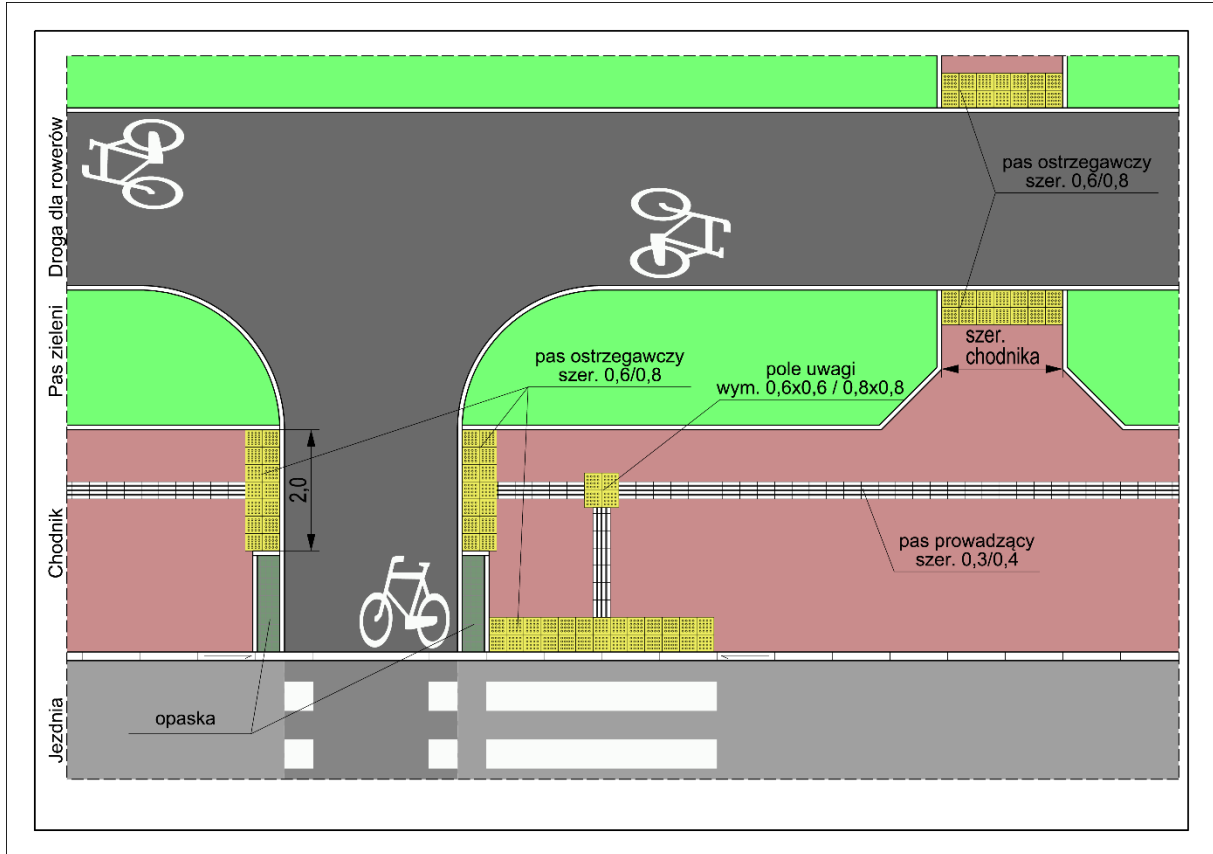 Droga dla rowerów
pas ostrzegawczy
szer. 0,6/0,8
Pas zieleni
szer.
chodnika
pas ostrzegawczy
szer. 0,6/0,8
pole uwagi
wym. 0,6x0,6 / 0,8x0,8
Chodnik
2,0
pas prowadzący
szer. 0,3/0,4
Jezdnia
opaska